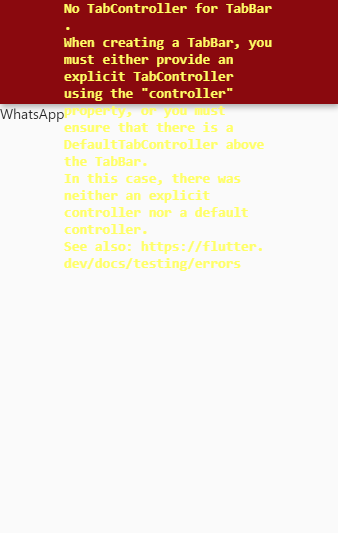 No TabController for TabBar
.
When creating a TabBar, you
must either provide an
explicit TabController
using the "controller"
property, or you must
ensure that there is a
DefaultTabController above
the TabBar.
In this case, there was
neither an explicit
controller nor a default
controller.
See also: https://flutter.
dev/docs/testing/errors
WhatsApp